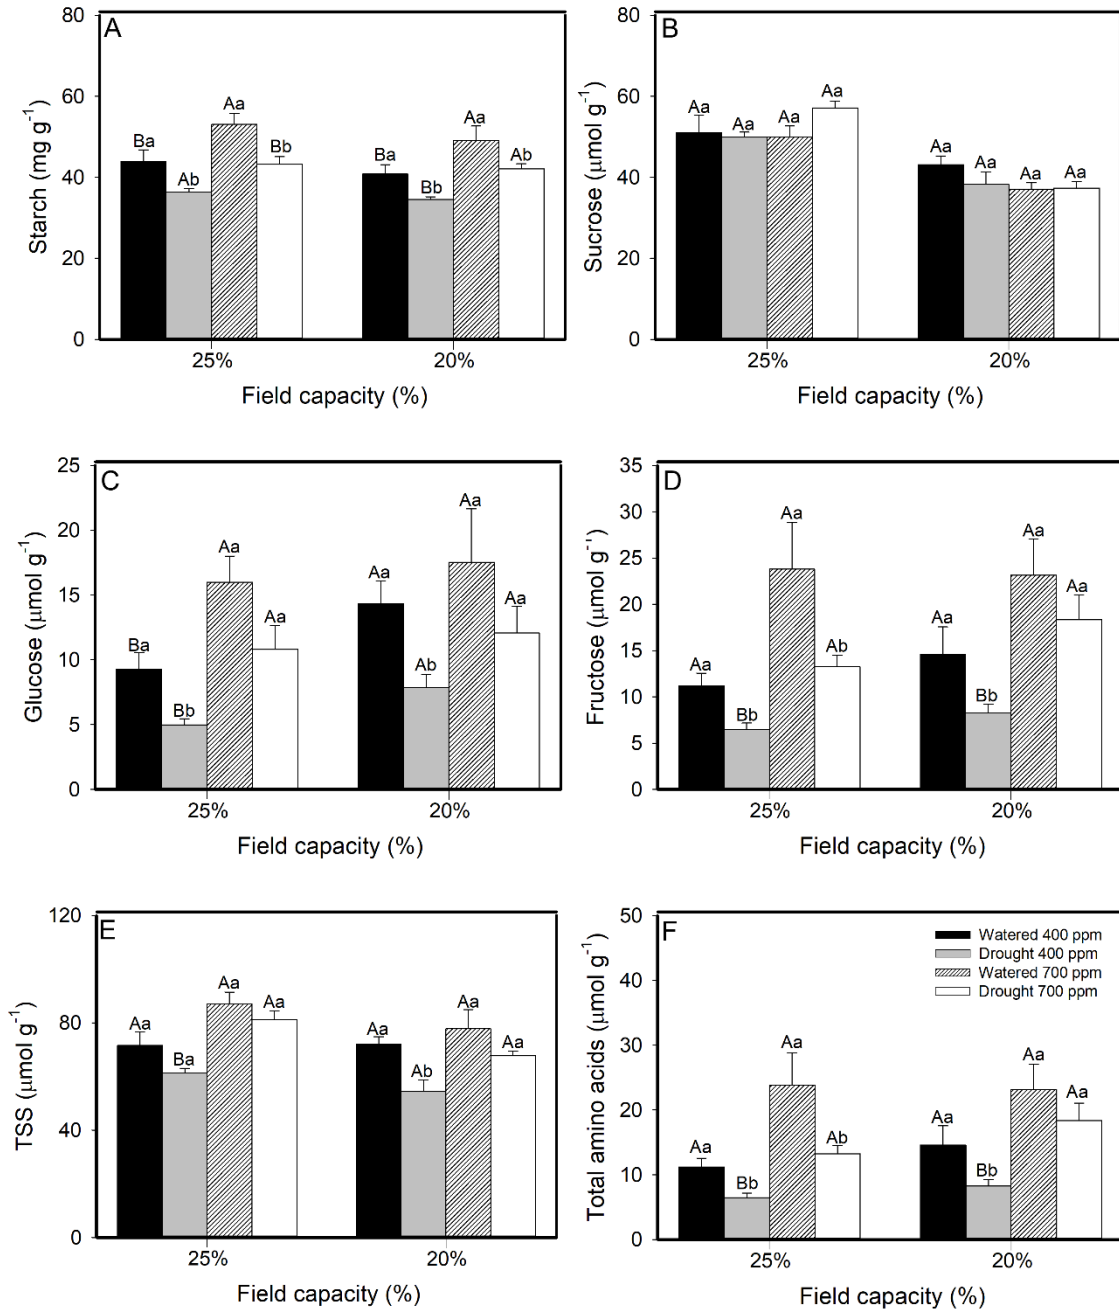 A
Starch (mg g⁻¹)
80
60
40
20
0
Ba
Ab
Aa
Bb
Ba
Bb
Aa
Ab
25%
20%
Field capacity (%)
B
Sucrose (μmol g⁻¹)
80
60
40
20
0
Aa
Aa
Aa
Aa
Aa
Aa
Aa
Aa
25%
20%
Field capacity (%)
C
Glucose (μmol g⁻¹)
25
20
15
10
5
0
Ba
Bb
Aa
Aa
Aa
Ab
Aa
Aa
25%
20%
Field capacity (%)
D
Fructose (μmol g⁻¹)
35
30
25
20
15
10
5
0
Aa
Bb
Aa
Ab
Aa
Bb
Aa
Aa
25%
20%
Field capacity (%)
E
TSS (μmol g⁻¹)
120
80
40
0
Aa
Ba
Aa
Aa
Aa
Ab
Aa
Aa
25%
20%
Field capacity (%)
F
Total amino acids (μmol g⁻¹)
50
40
30
20
10
0
Watered 400 ppm
Drought 400 ppm
Watered 700 ppm
Drought 700 ppm
Aa
Bb
Aa
Ab
Aa
Bb
Aa
Aa
25%
20%
Field capacity (%)